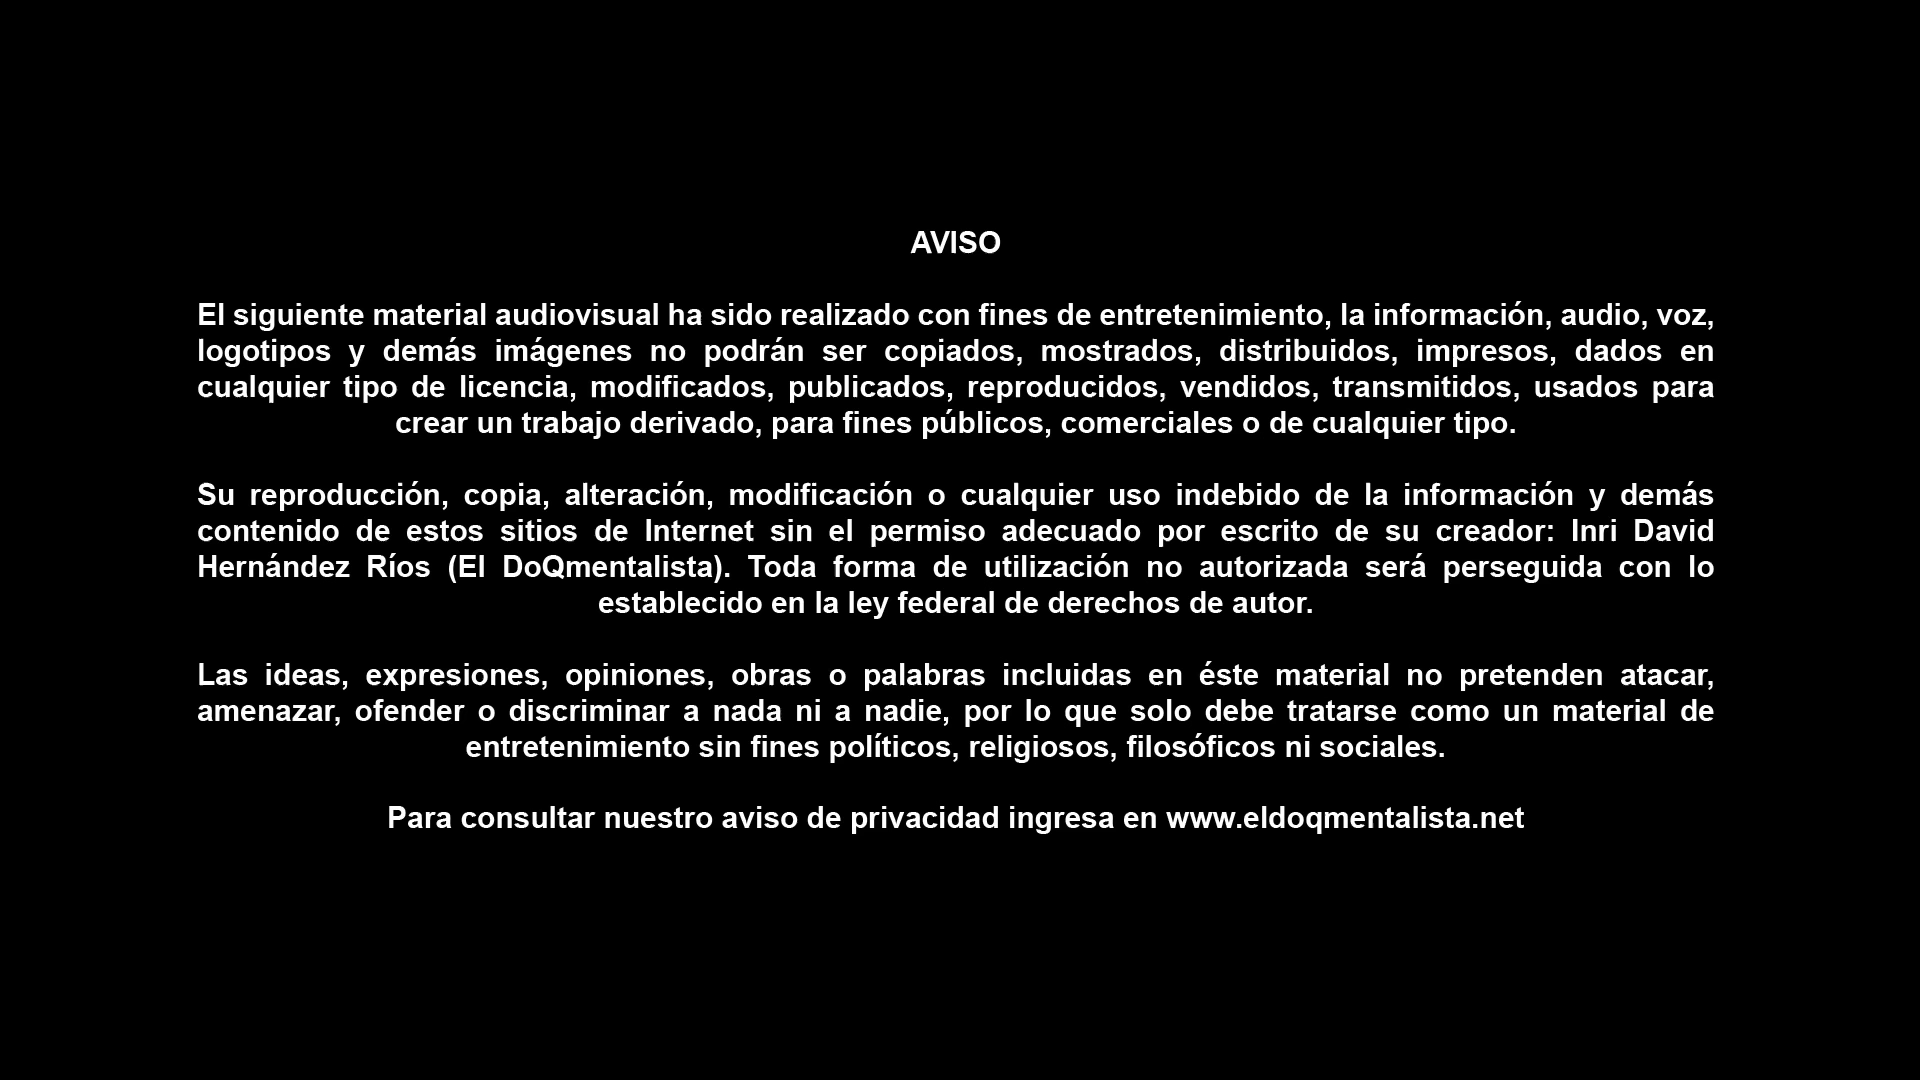 AVISO
El siguiente material audiovisual ha sido realizado con fines de entretenimiento, la información, audio, voz,
logotipos y demás imágenes no podrán ser copiados, mostrados, distribuidos, impresos, dados en
cualquier tipo de licencia, modificados, publicados, reproducidos, vendidos, transmitidos, usados para
crear un trabajo derivado, para fines públicos, comerciales o de cualquier tipo.
Su reproducción, copia, alteración, modificación o cualquier uso indebido de la información y demás
contenido de estos sitios de Internet sin el permiso adecuado por escrito de su creador: Inri David
Hernández Ríos (El DoQmentalista). Toda forma de utilización no autorizada será perseguida con lo
establecido en la ley federal de derechos de autor.
Las ideas, expresiones, opiniones, obras o palabras incluidas en éste material no pretenden atacar,
amenazar, ofender o discriminar a nada ni a nadie, por lo que solo debe tratarse como un material de
entretenimiento sin fines políticos, religiosos, filosóficos ni sociales.
Para consultar nuestro aviso de privacidad ingresa en www.eldoqmentalista.net